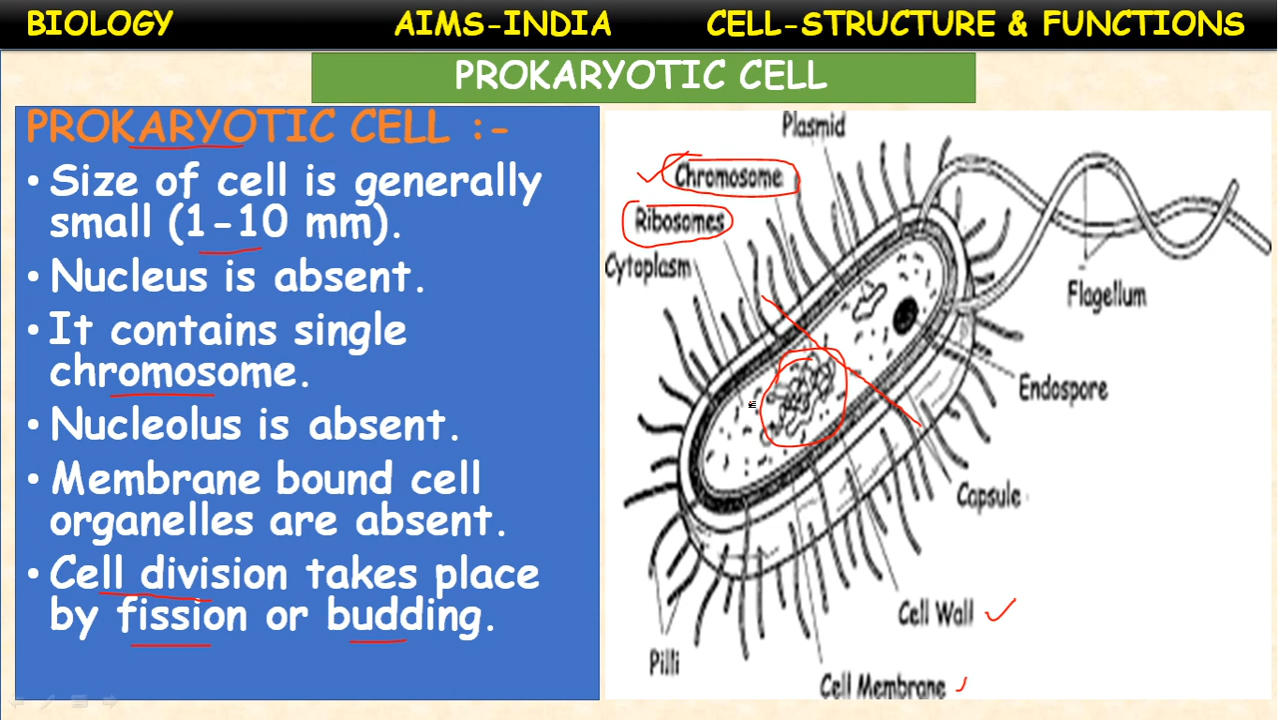 BIOLOGY AIMS-INDIA CELL-STRUCTURE & FUNCTIONS
PROKARYOTIC CELL
PROKARYOTIC CELL :-
• Size of cell is generally
small (1-10 mm).
• Nucleus is absent.
• It contains single
chromosome.
• Nucleolus is absent.
• Membrane bound cell
organelles are absent.
• Cell division takes place
by fission or budding.
Plasmid
Chromosome
Ribosomes
Cytoplasm
Flagellum
Endospore
Capsule
Cell Wall
Pilli
Cell Membrane